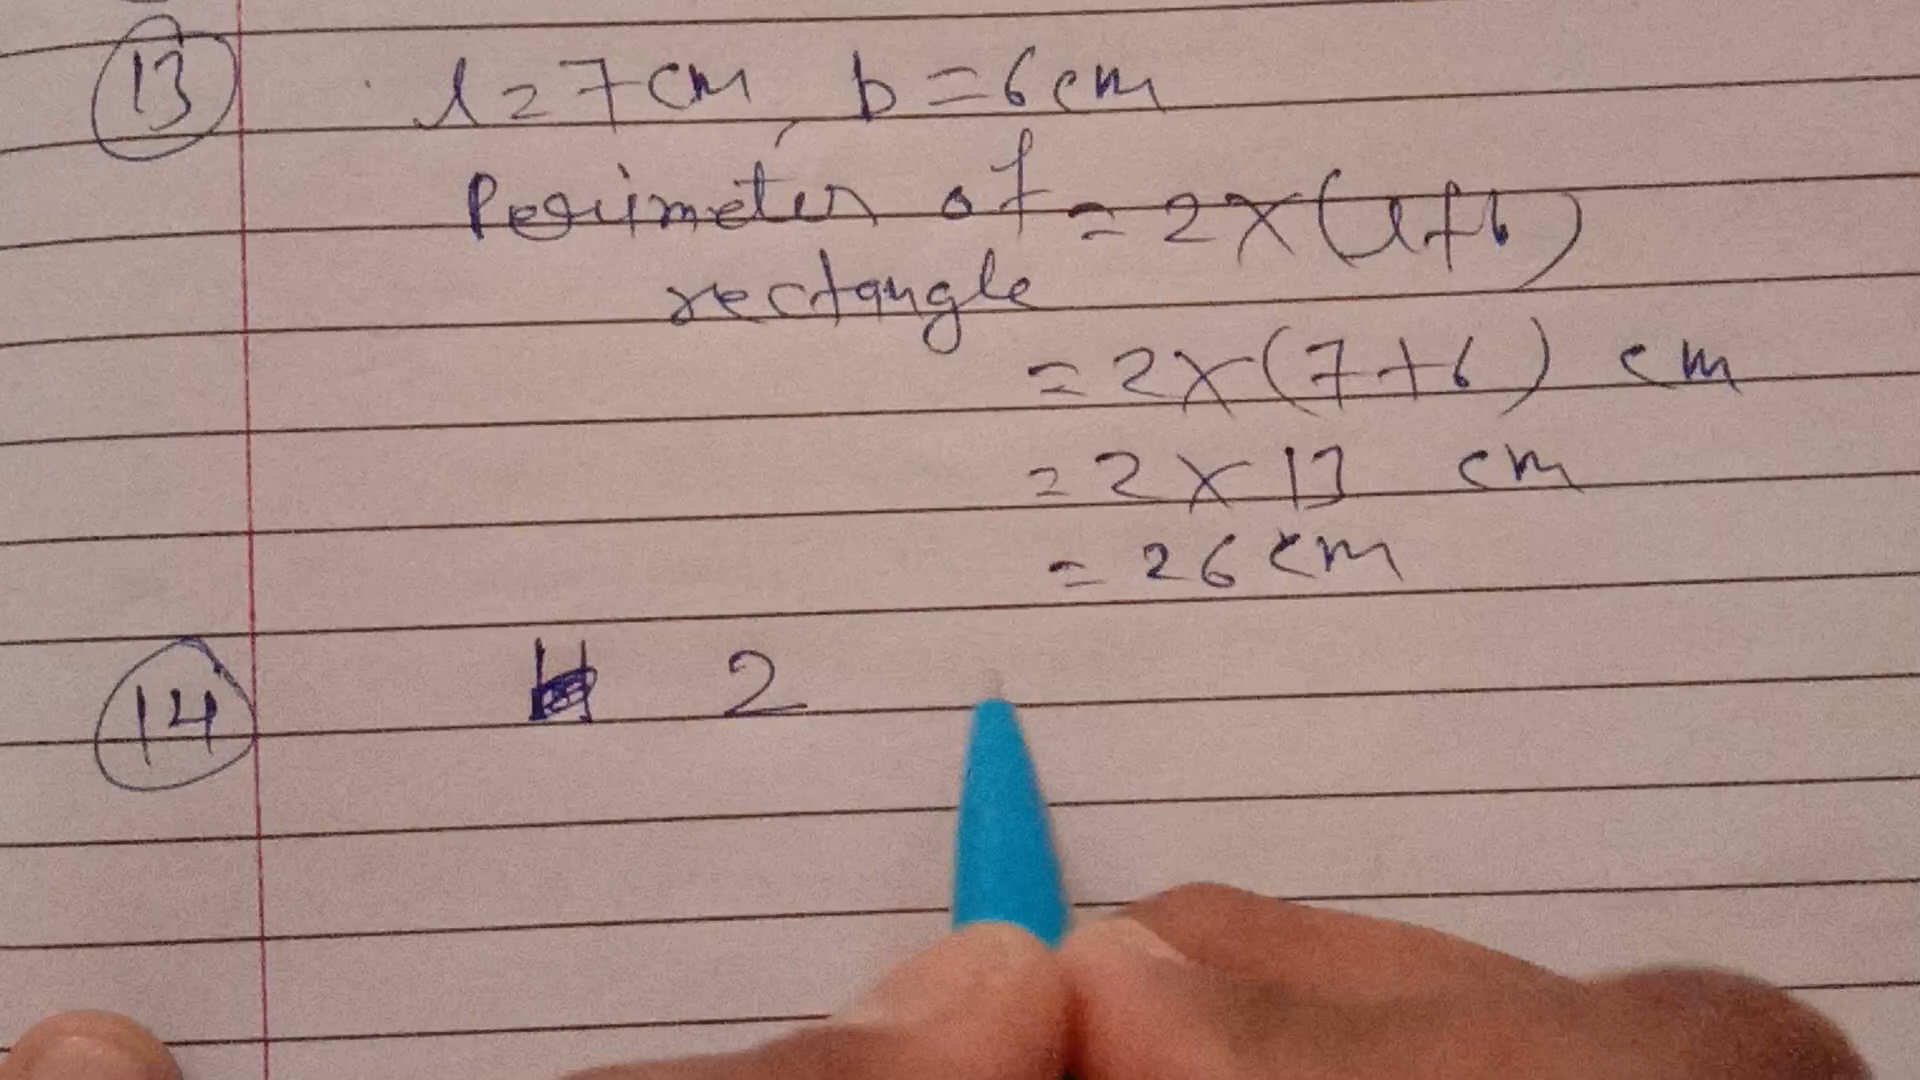 13 l = 7 cm, b = 6 cm
Perimeter of = 2 × (l + b)
rectangle
= 2 × (7 + 6) cm
= 2 × 13 cm
= 26 cm
14 2